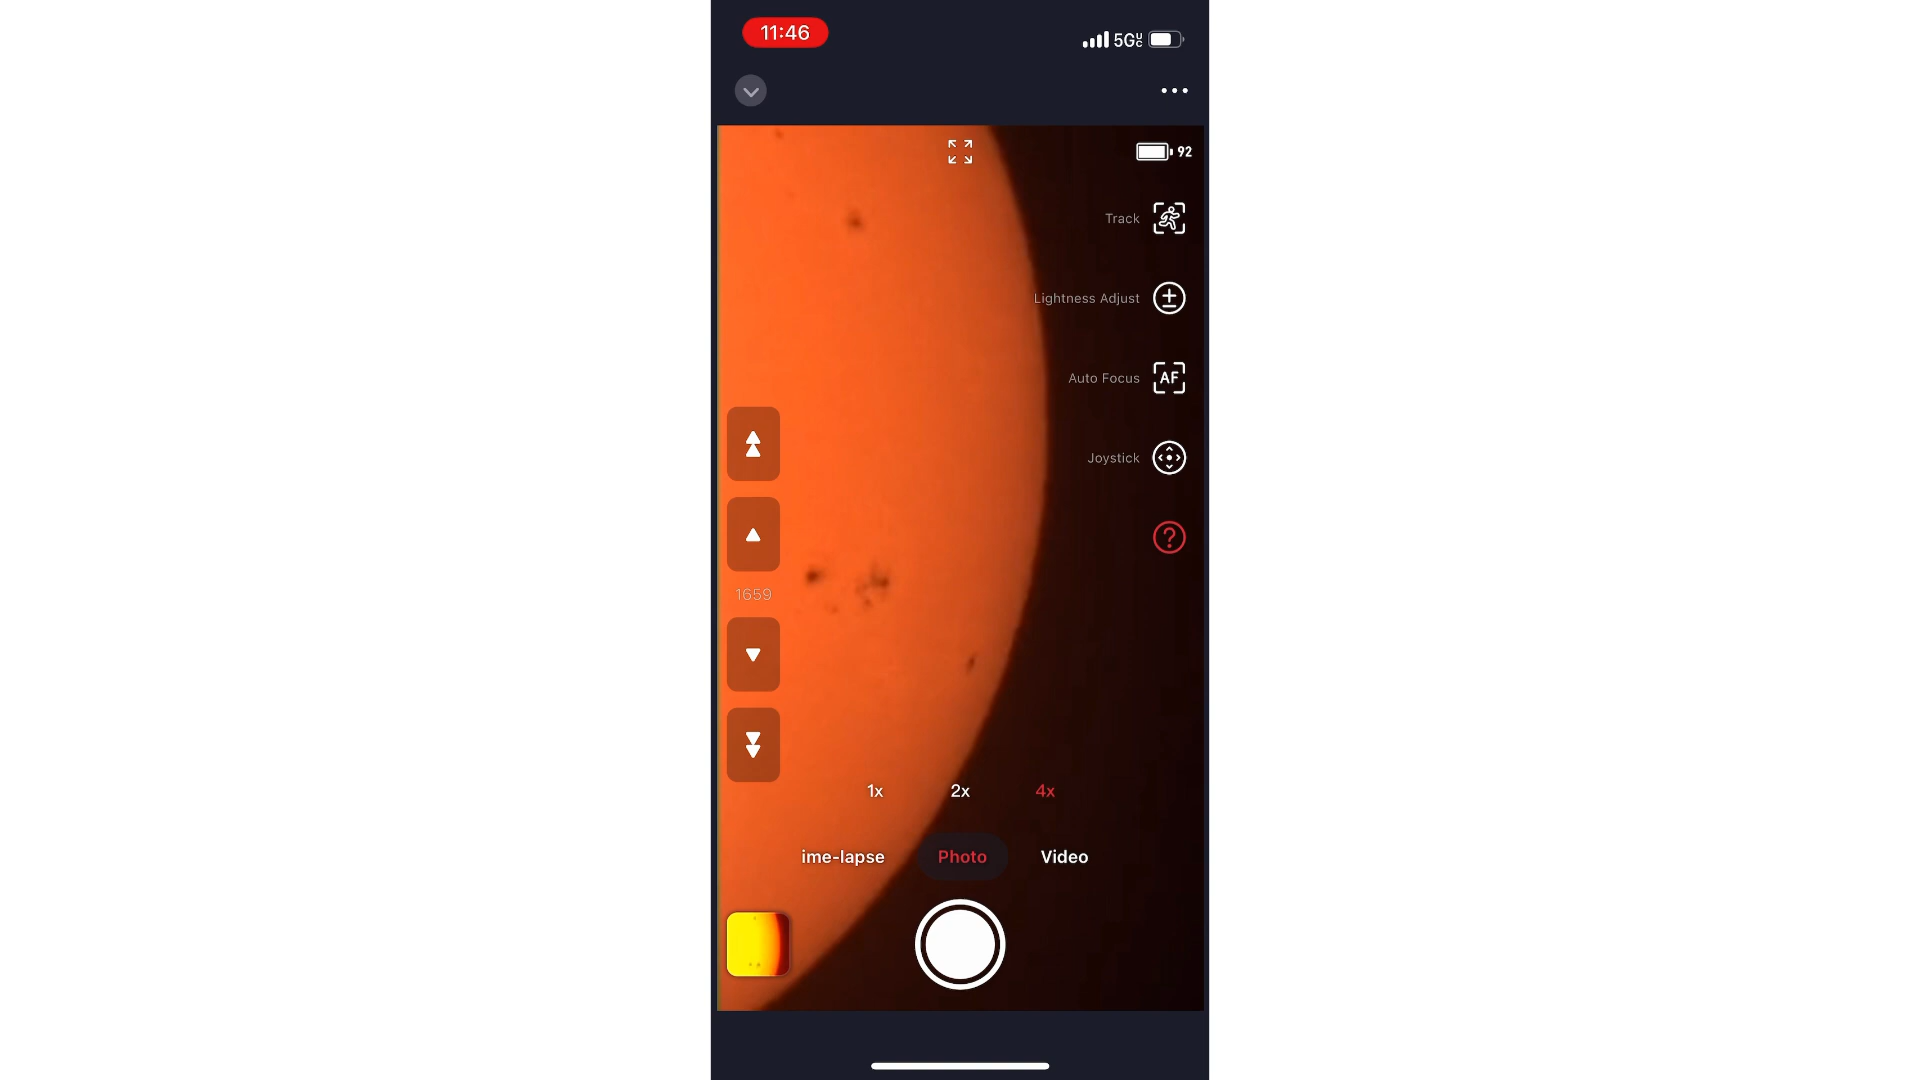 11:46
5G UC
92
Track
Lightness Adjust
Auto Focus
AF
Joystick
?
1659
1x 2x 4x
ime-lapse Photo Video